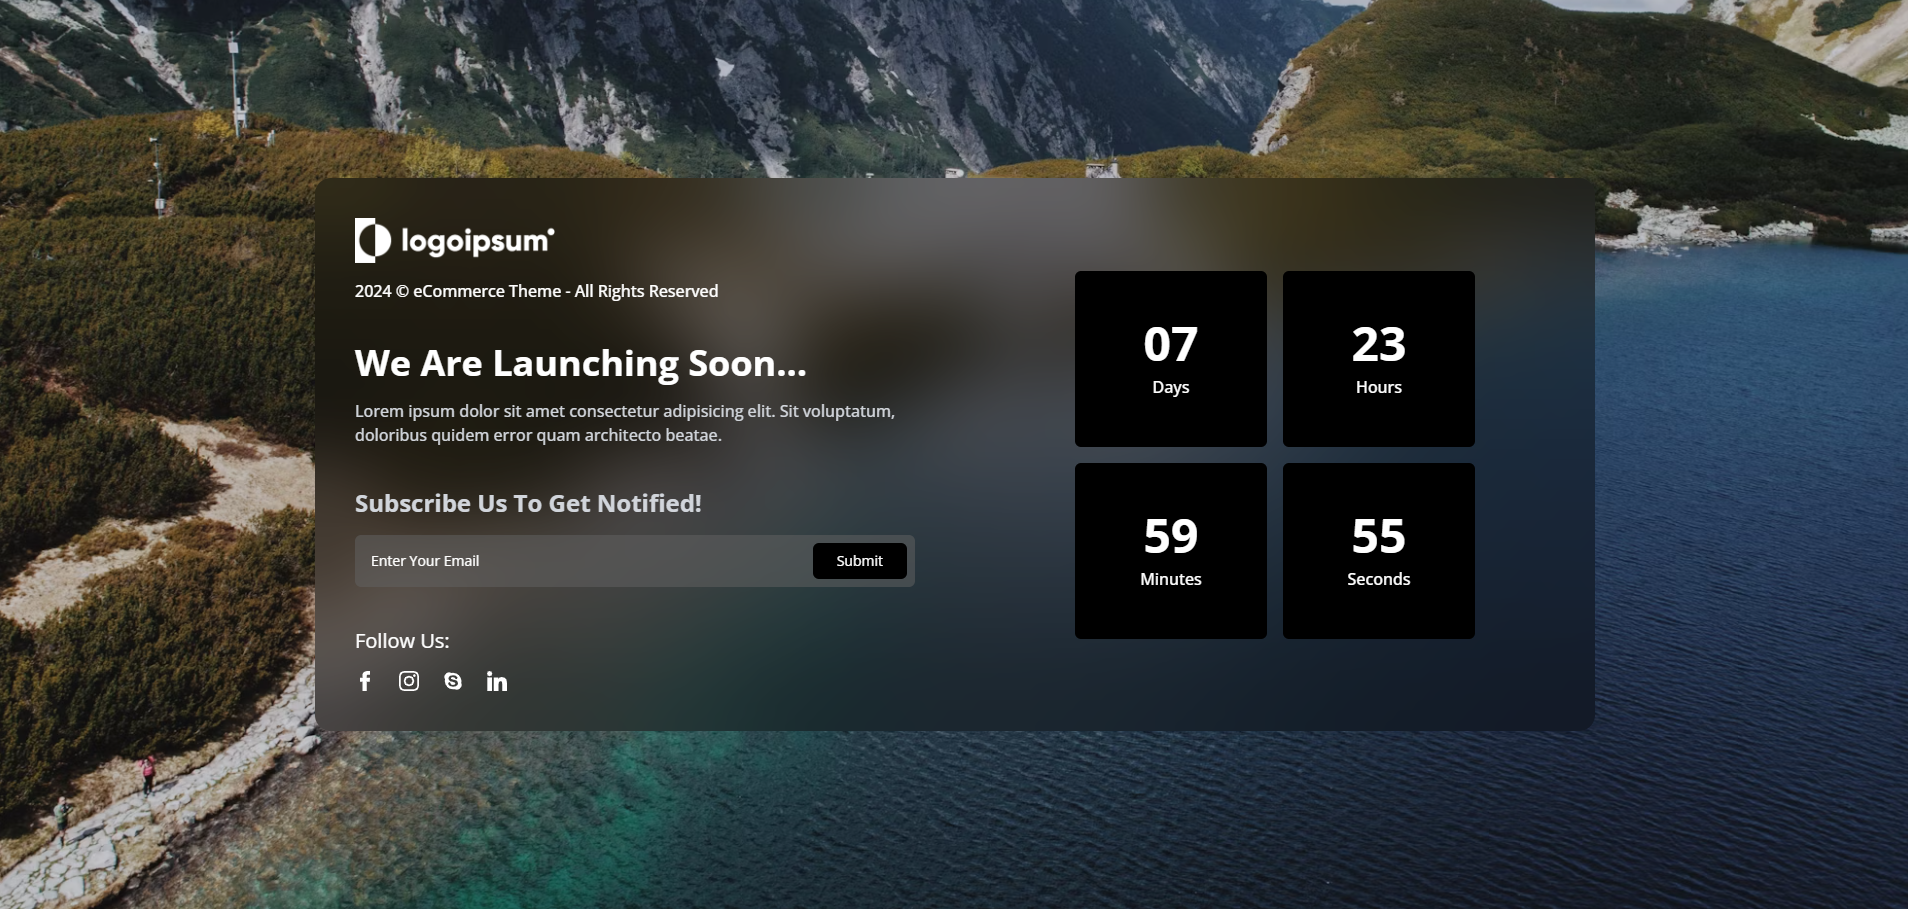 logoipsum
2024 © eCommerce Theme - All Rights Reserved
We Are Launching Soon...
Lorem ipsum dolor sit amet consectetur adipisicing elit. Sit voluptatum,
doloribus quidem error quam architecto beatae.
Subscribe Us To Get Notified!
Enter Your Email
Submit
Follow Us:
07
Days
23
Hours
59
Minutes
55
Seconds